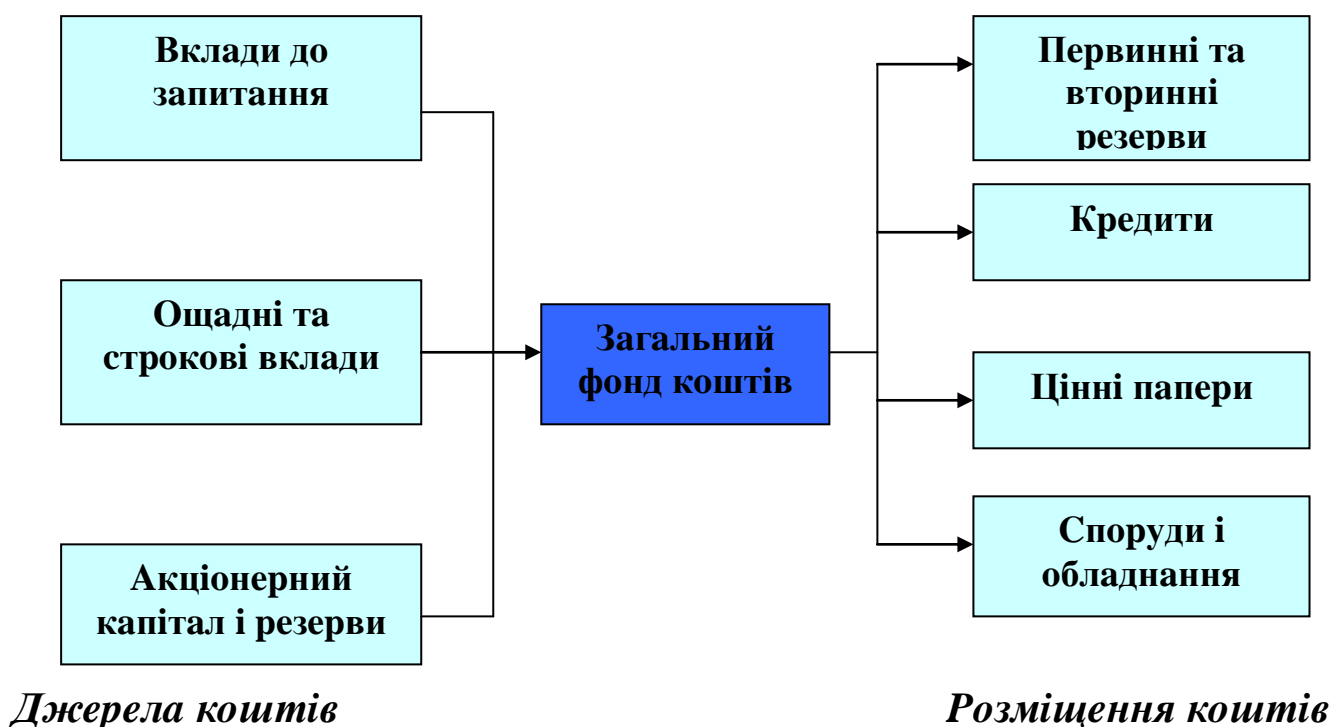 Вклади до
запитання
Ощадні та
строкові вклади
Акціонерний
капітал і резерви
Джерела коштів
Загальний
фонд коштів
Первинні та
вторинні
резерви
Кредити
Цінні папери
Споруди і
обладнання
Розміщення коштів